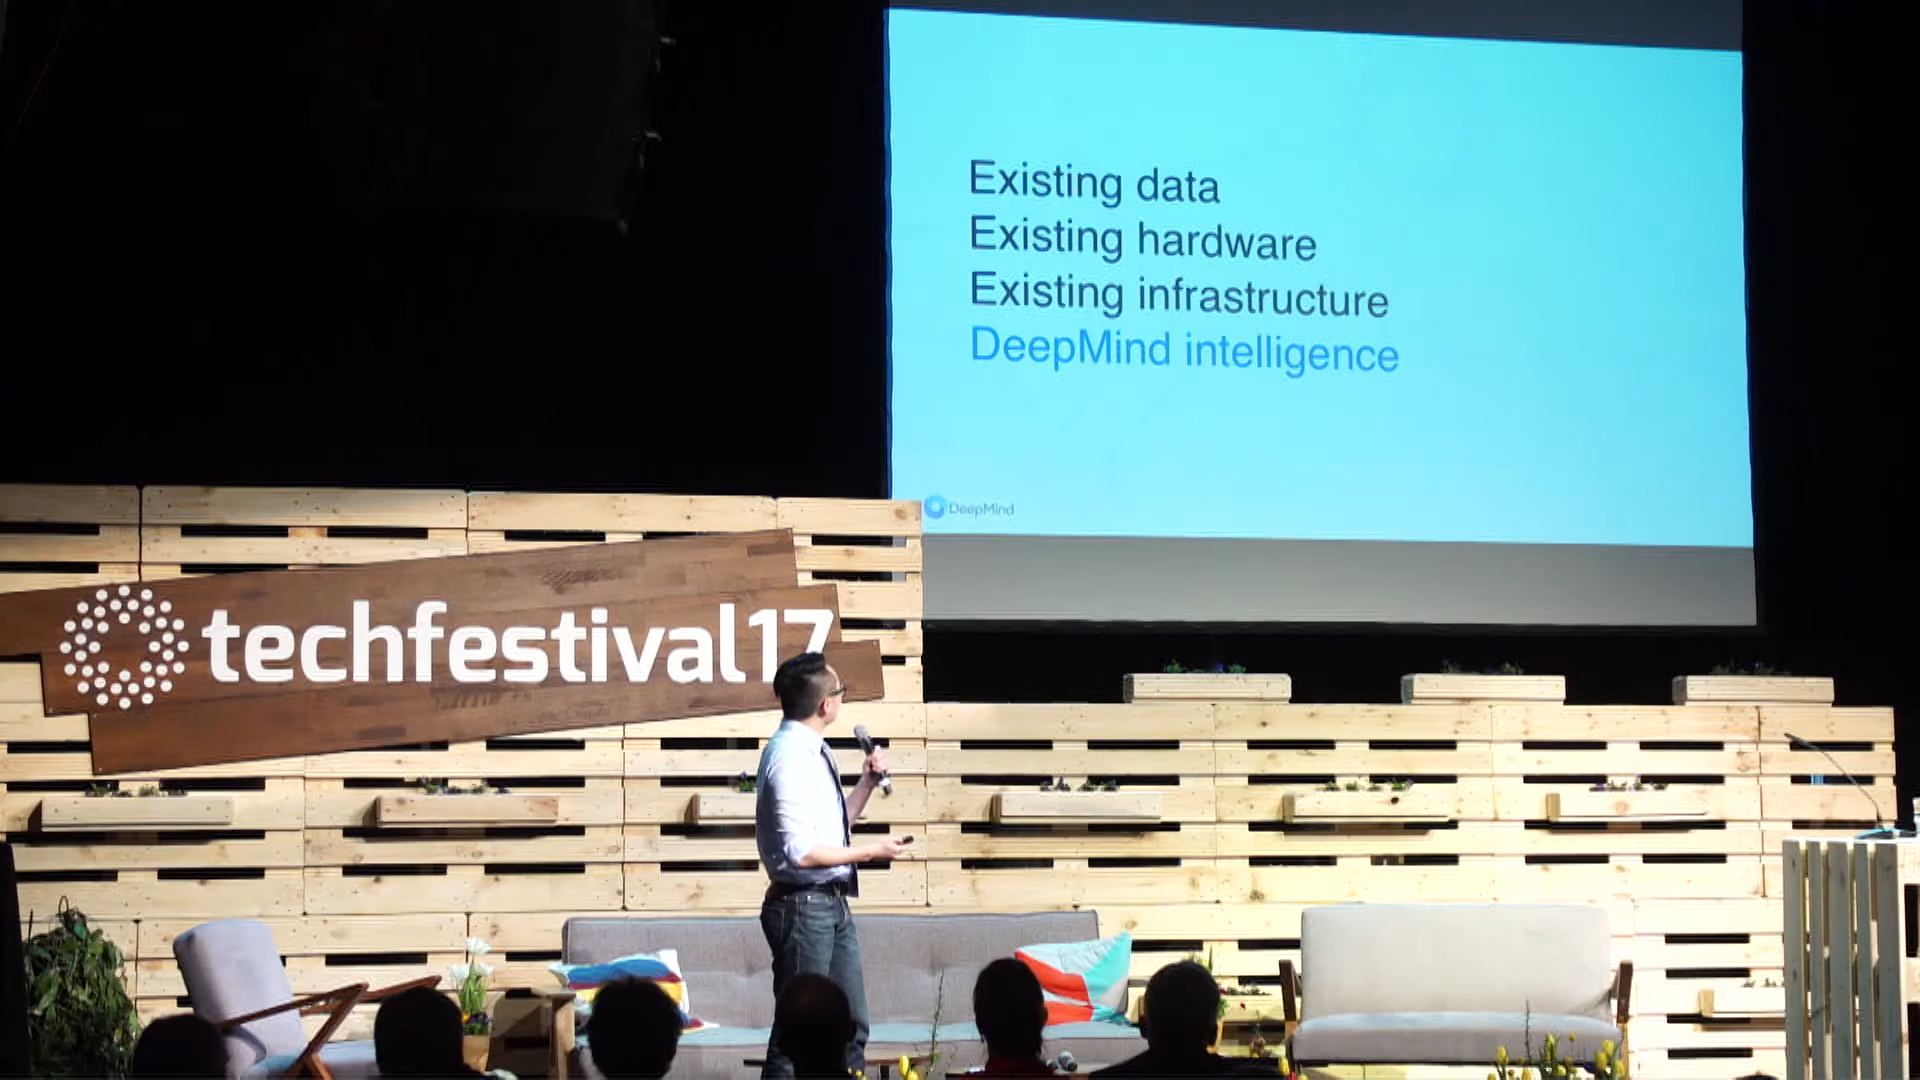 Existing data
Existing hardware
Existing infrastructure
DeepMind intelligence
DeepMind
techfestival17